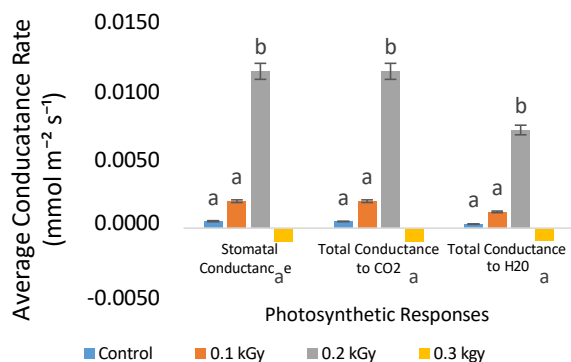 0.0150
0.0100
0.0050
0.0000
-0.0050
Average Conducatance Rate
(mmol m⁻² s⁻¹)
a a b a
a a b a
a a b a
Stomatal
Conductanc_e
Total Conductance
to CO2
Total Conductance
to H20
Photosynthetic Responses
Control 0.1 kGy 0.2 kGy 0.3 kgy